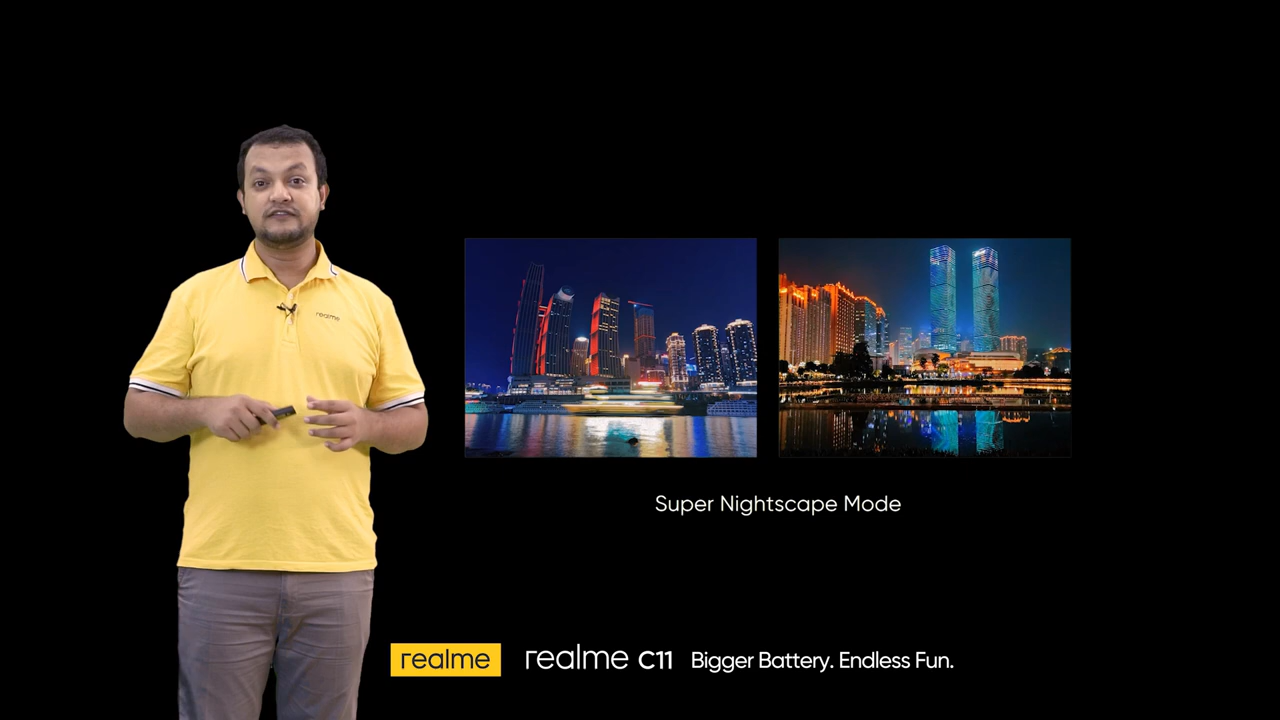 realme
Super Nightscape Mode
realme
realme C11 Bigger Battery. Endless Fun.